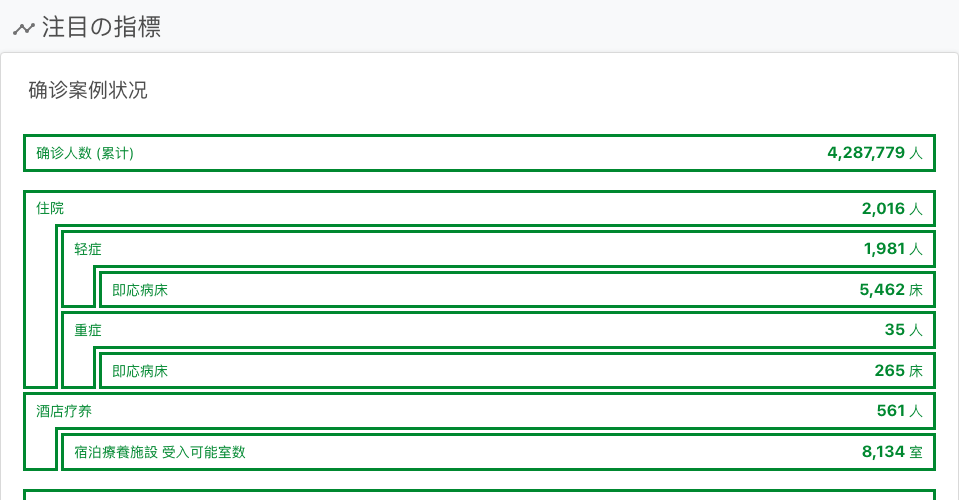 注目の指標
确诊案例状况
确诊人数 (累计) 4,287,779 人
住院 2,016 人
轻症 1,981 人
即応病床 5,462 床
重症 35 人
即応病床 265 床
酒店疗养 561 人
宿泊療養施設 受入可能室数 8,134 室